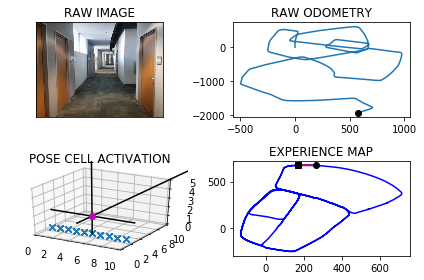 RAW IMAGE
RAW ODOMETRY
0
−1000
−2000
−500 0 500 1000
POSE CELL ACTIVATION
5
4
3
2
1
0
0 2 4 6 8 10
0 2 4 6 8 10
EXPERIENCE MAP
500
0
0 200 400 600